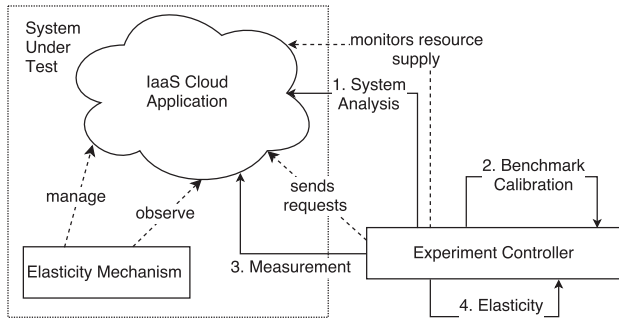 System
Under
Test
IaaS Cloud
Application
monitors resource
supply
1. System
Analysis
2. Benchmark
Calibration
manage
observe
sends
requests
Elasticity Mechanism
3. Measurement
Experiment Controller
4. Elasticity